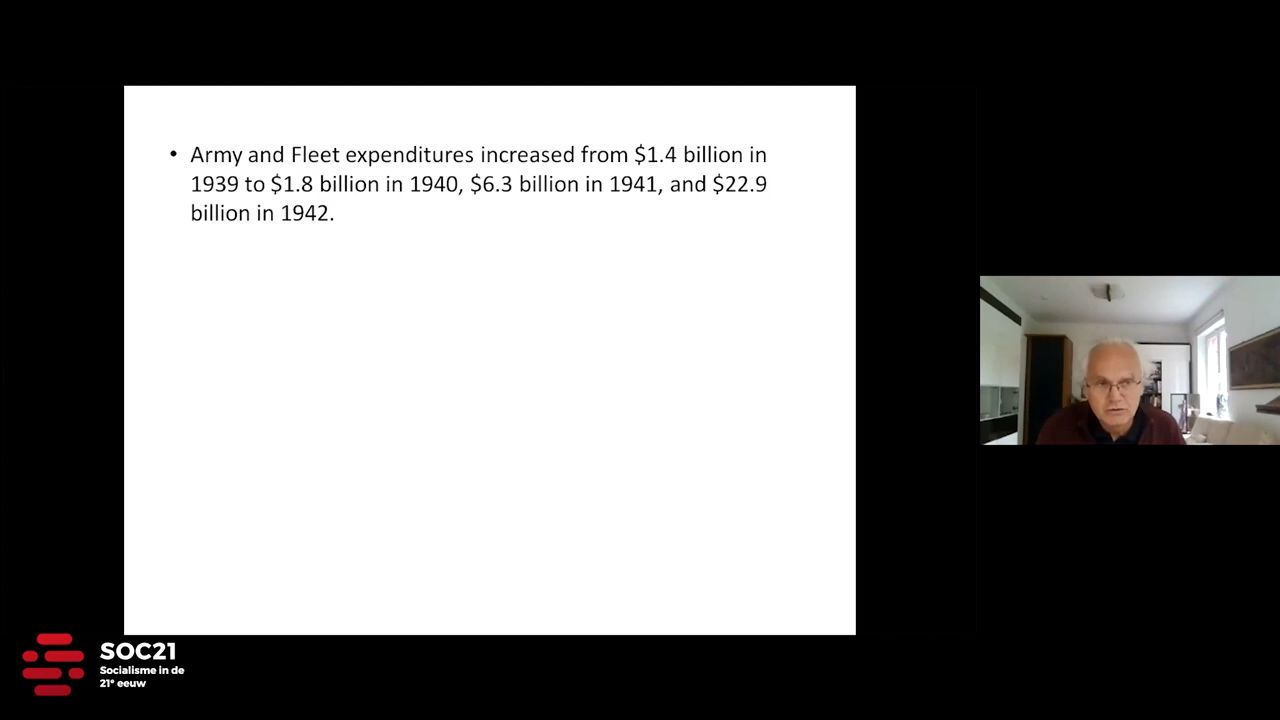 • Army and Fleet expenditures increased from $1.4 billion in
1939 to $1.8 billion in 1940, $6.3 billion in 1941, and $22.9
billion in 1942.
SOC21
Socialisme in de
21e eeuw